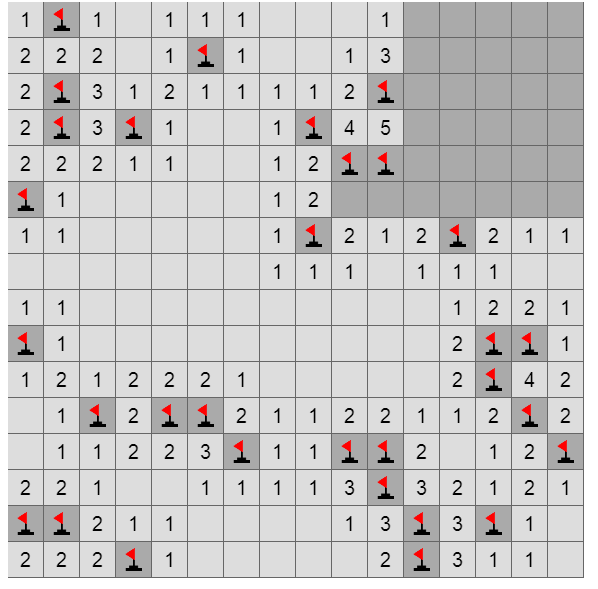 1 1 1 1 1 1
2 2 2 1 1 1 3
2 3 1 2 1 1 1 1 2
2 3 1 1 4 5
2 2 2 1 1 1 2
1 1 2
1 1 1 2 1 2 2 1 1
1 1 1 1 1 1
1 1 1 2 2 1
1 2 1
1 2 1 2 2 2 1 2 4 2
1 2 2 1 1 2 2 1 1 2 2
1 1 2 2 3 1 1 2 1 2
2 2 1 1 1 1 1 3 3 2 1 2 1
2 1 1 1 3 3 1
2 2 2 1 2 3 1 1